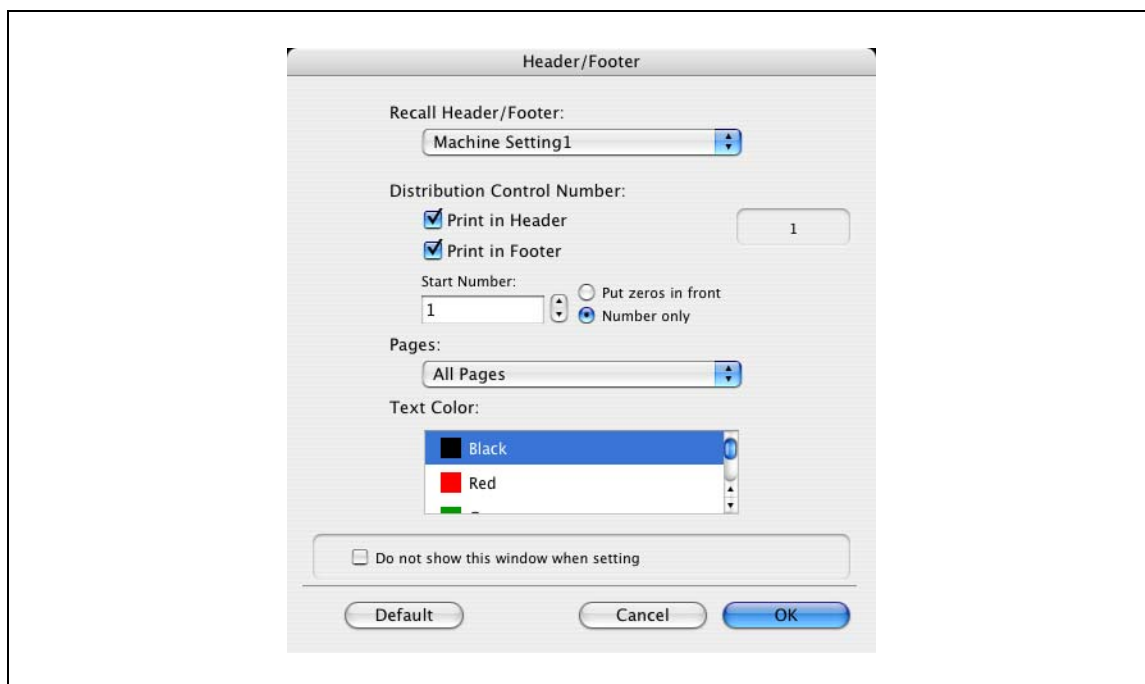 Header/Footer
Recall Header/Footer:
Machine Setting1
Distribution Control Number:
Print in Header
1
Print in Footer
Start Number:
1
Put zeros in front
Number only
Pages:
All Pages
Text Color:
Black
Red
Do not show this window when setting
Default
Cancel
OK